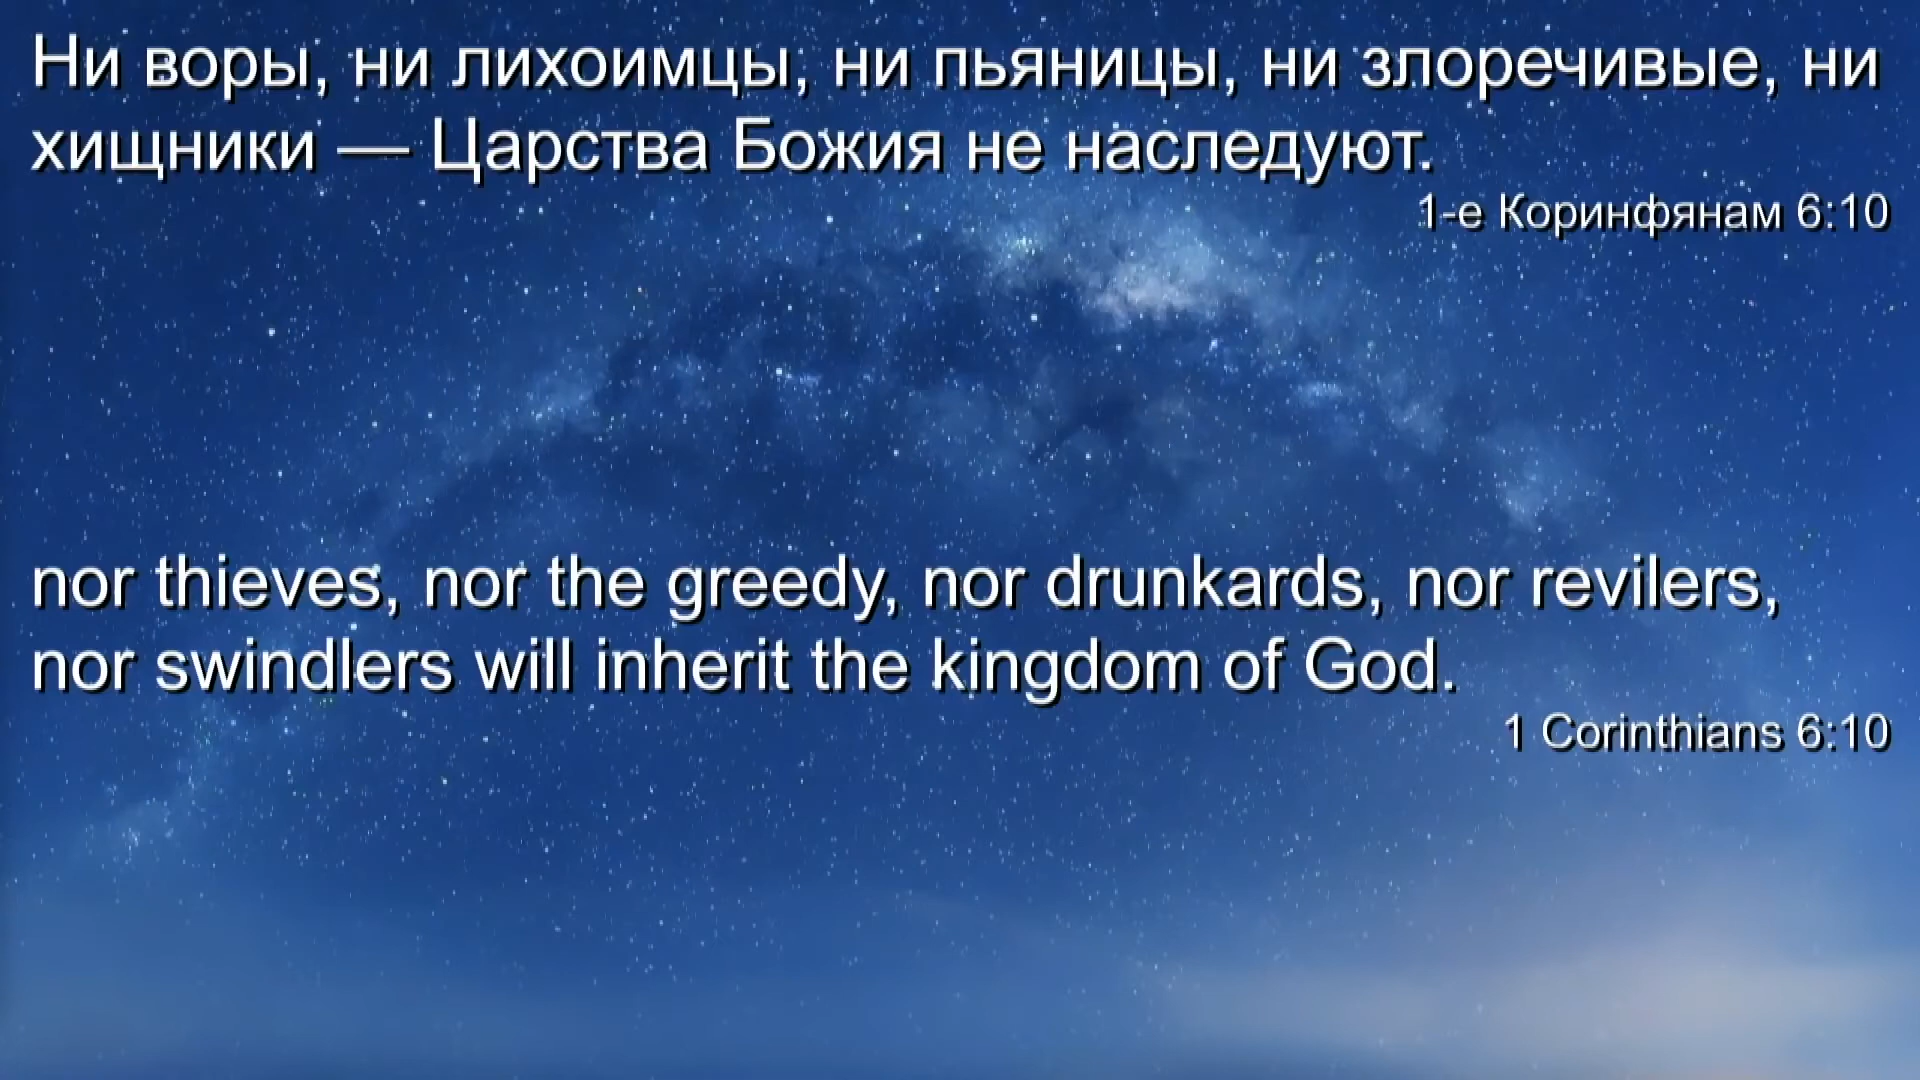 Ни воры, ни лихоимцы, ни пьяницы, ни злоречивые, ни
хищники — Царства Божия не наследуют.
1-е Коринфянам 6:10
nor thieves, nor the greedy, nor drunkards, nor revilers,
nor swindlers will inherit the kingdom of God.
1 Corinthians 6:10